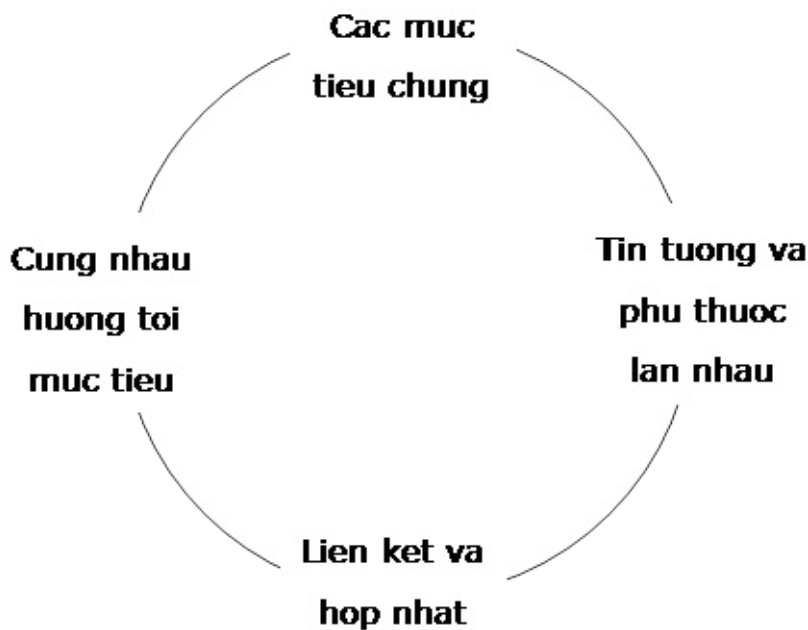 Cac muc
tieu chung
Tin tuong va
phu thuoc
lan nhau
Lien ket va
hop nhat
Cung nhau
huong toi
muc tieu